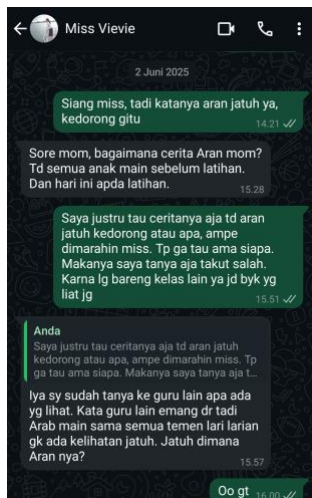 Miss Vievie
2 Juni 2025
Siang miss, tadi katanya aran jatuh ya,
kedorong gitu
14.21
Sore mom, bagaimana cerita Aran mom?
Td semua anak main sebelum latihan.
Dan hari ini apda latihan.
15.28
Saya justru tau ceritanya aja td aran
jatuh kedorong atau apa, ampe
dimarahin miss. Tp ga tau ama siapa.
Makanya saya tanya aja takut salah.
Karna lg bareng kelas lain ya jd byk yg
liat jg
15.51
Anda
Saya justru tau ceritanya aja td aran jatuh
kedorong atau apa, ampe dimarahin miss. Tp
ga tau ama siapa. Makanya saya tanya aja t...
Iya sy sudah tanya ke guru lain apa ada
yg lihat. Kata guru lain emang dr tadi
Arab main sama semua temen lari larian
gk ada kelihatan jatuh. Jatuh dimana
Aran nya?
15.57
Oo gt
16.00